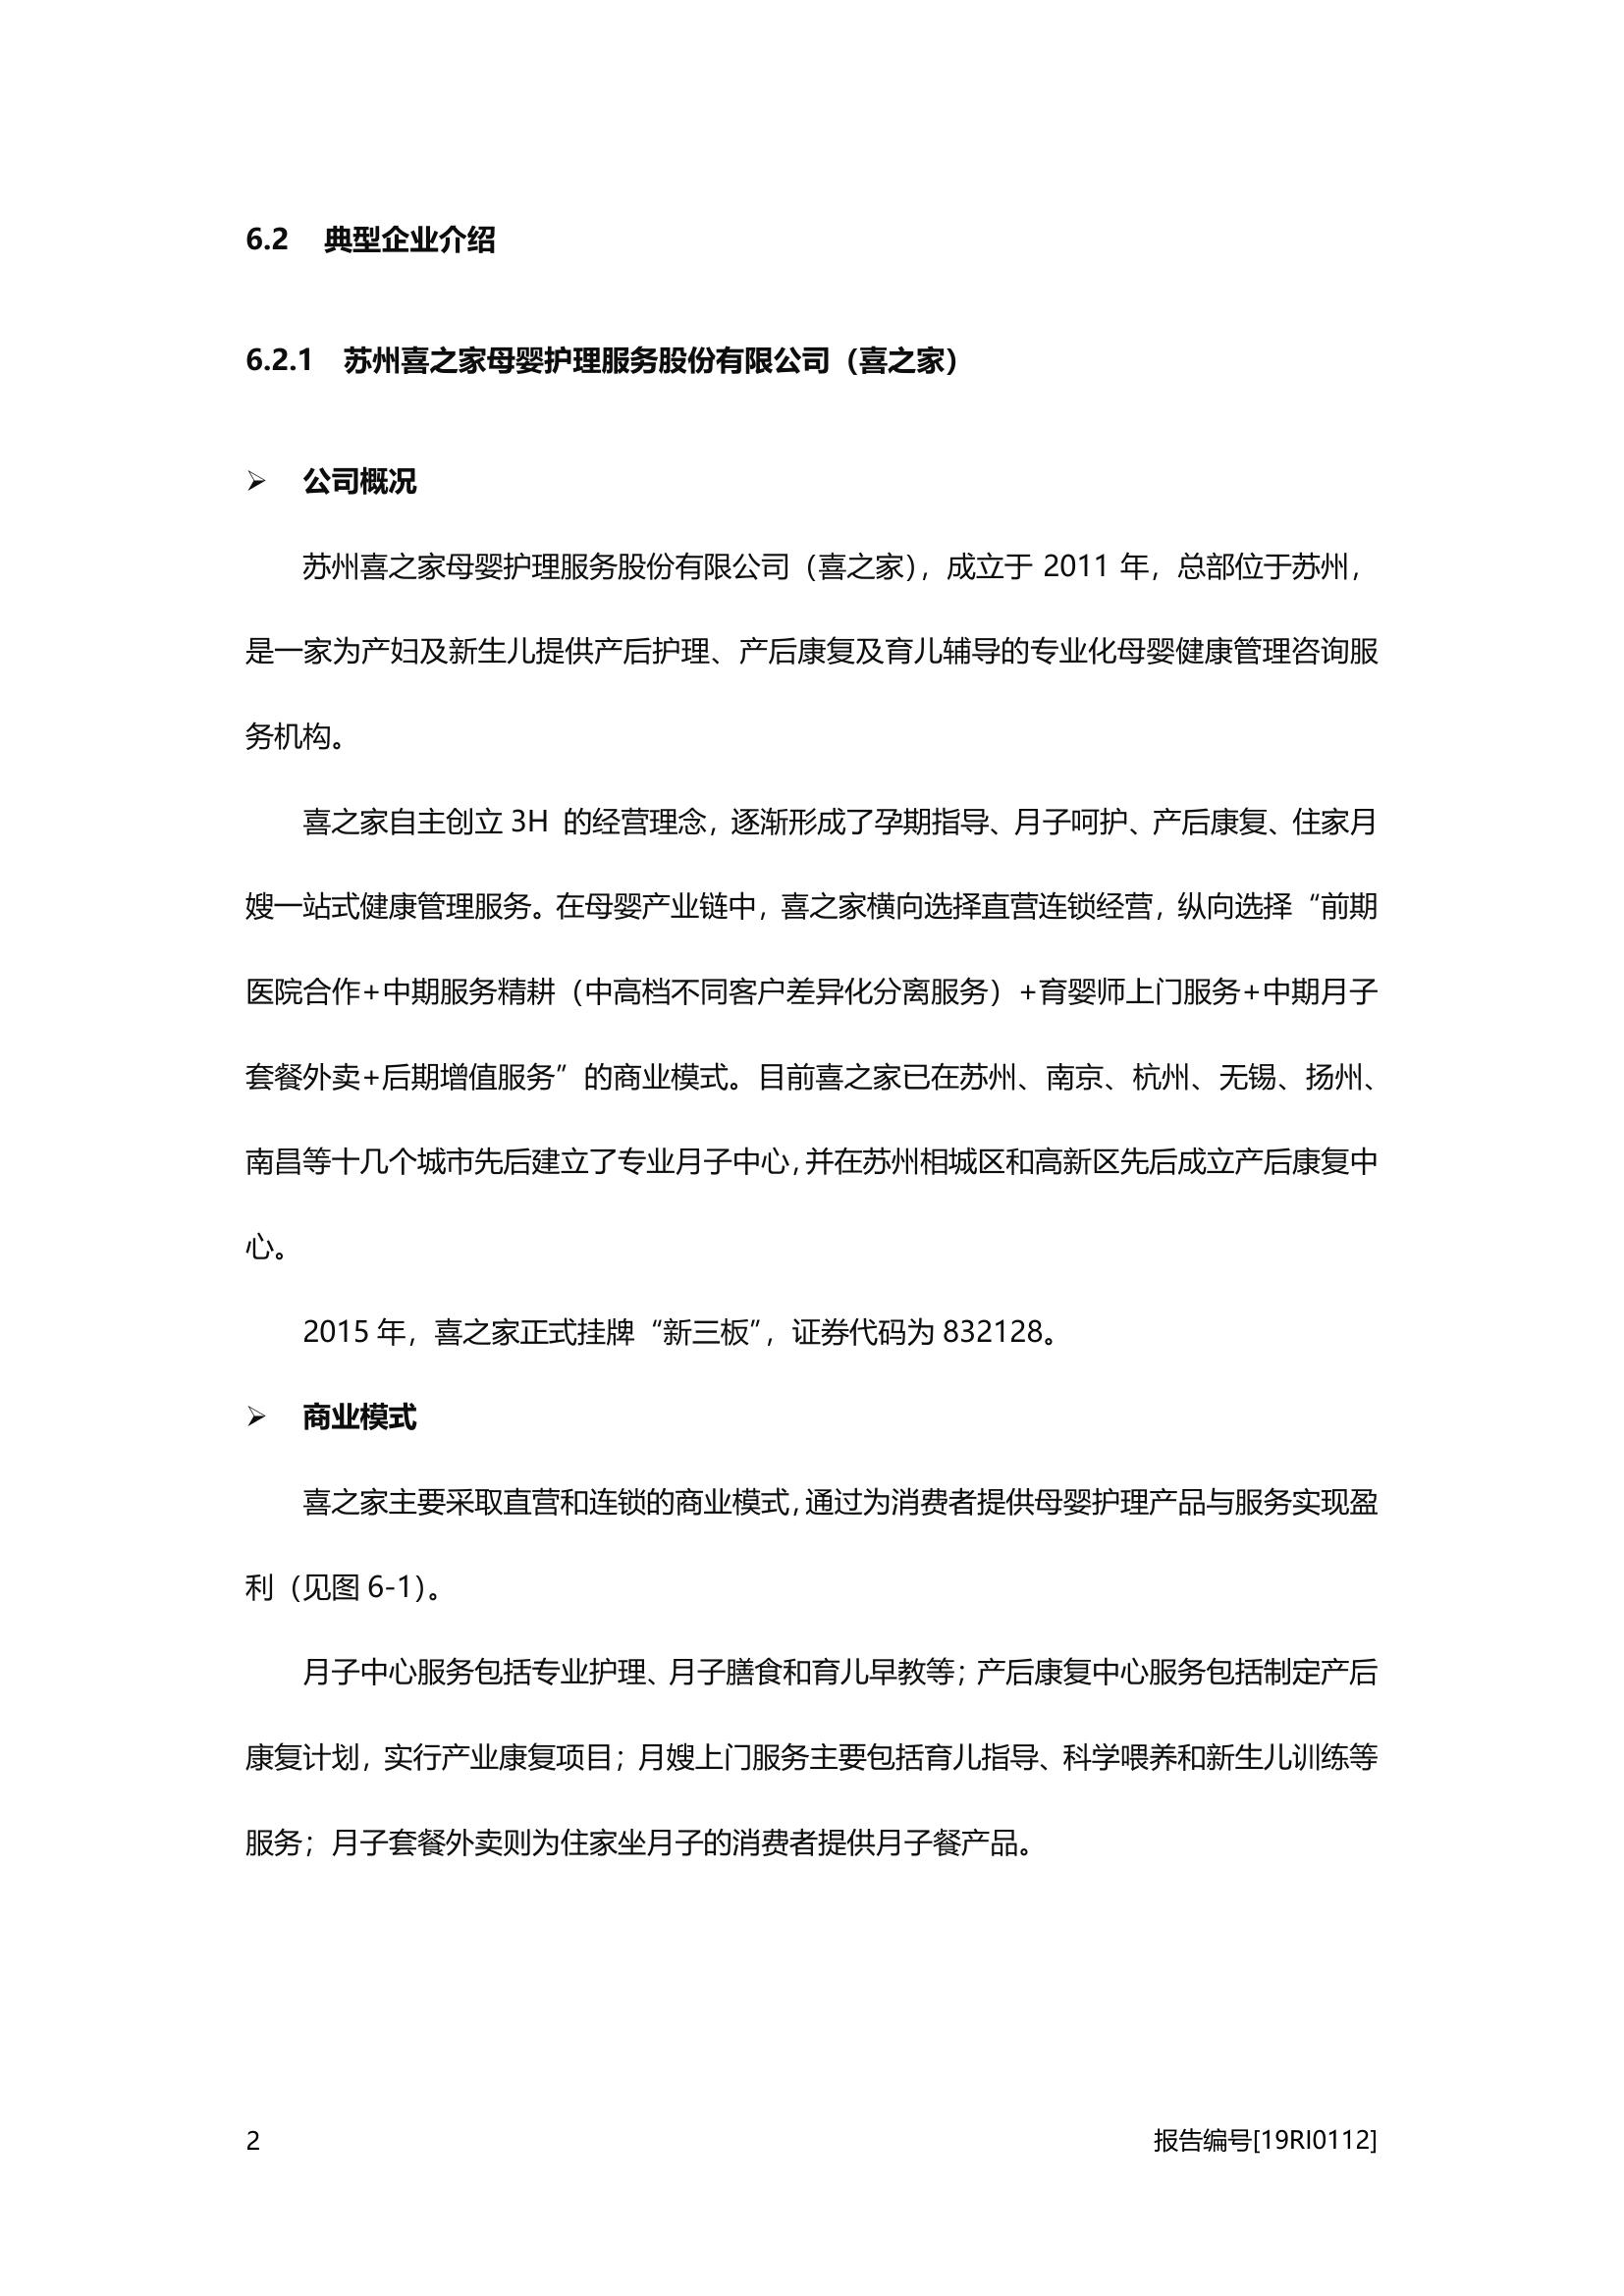 6.2 典型企业介绍
6.2.1 苏州喜之家母婴护理服务股份有限公司（喜之家）
➢ 公司概况
苏州喜之家母婴护理服务股份有限公司（喜之家），成立于 2011 年，总部位于苏州，
是一家为产妇及新生儿提供产后护理、产后康复及育儿辅导的专业化母婴健康管理咨询服
务机构。
喜之家自主创立 3H 的经营理念，逐渐形成了孕期指导、月子呵护、产后康复、住家月
嫂一站式健康管理服务。在母婴产业链中，喜之家横向选择直营连锁经营，纵向选择“前期
医院合作+中期服务精耕（中高档不同客户差异化分离服务）+育婴师上门服务+中期月子
套餐外卖+后期增值服务”的商业模式。目前喜之家已在苏州、南京、杭州、无锡、扬州、
南昌等十几个城市先后建立了专业月子中心，并在苏州相城区和高新区先后成立产后康复中
心。
2015 年，喜之家正式挂牌“新三板”，证券代码为 832128。
➢ 商业模式
喜之家主要采取直营和连锁的商业模式，通过为消费者提供母婴护理产品与服务实现盈
利（见图 6-1）。
月子中心服务包括专业护理、月子膳食和育儿早教等；产后康复中心服务包括制定产后
康复计划，实行产业康复项目；月嫂上门服务主要包括育儿指导、科学喂养和新生儿训练等
服务；月子套餐外卖则为住家坐月子的消费者提供月子餐产品。
2 报告编号[19RI0112]